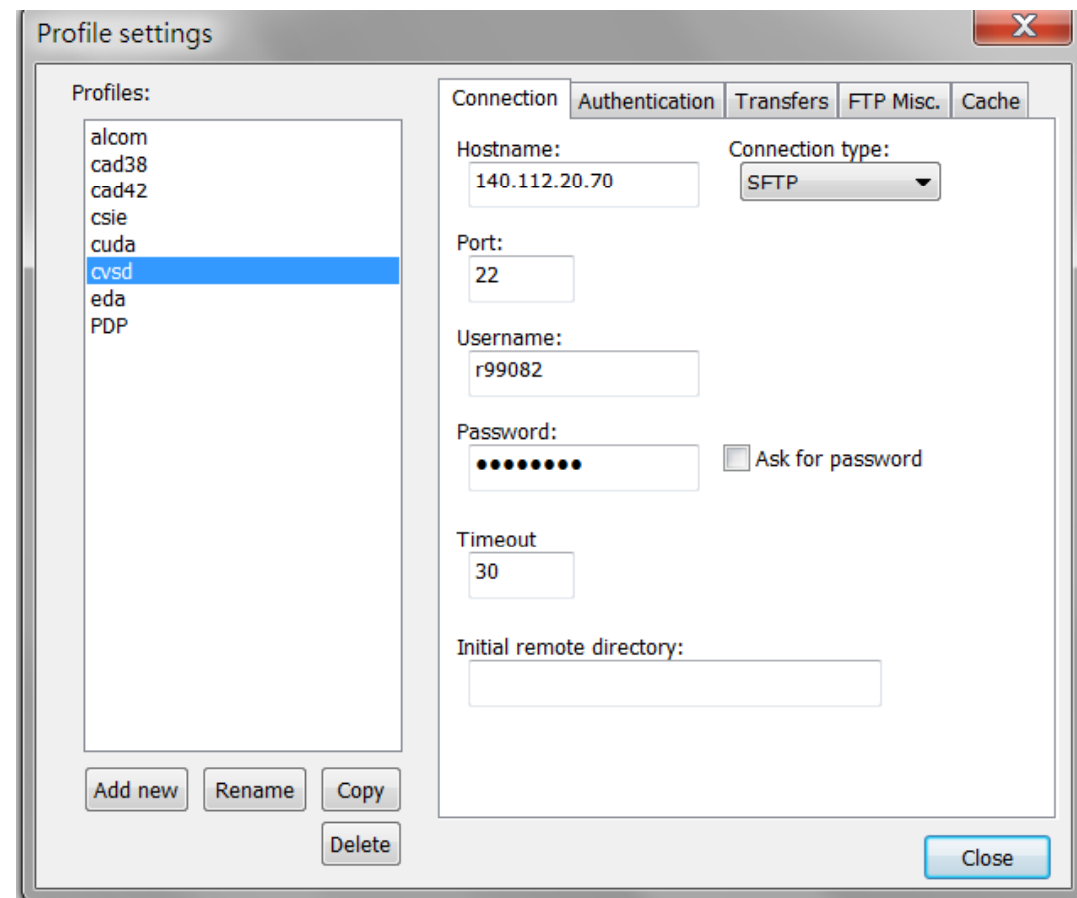 Profile settings
X
Profiles:
alcom
cad38
cad42
csie
cuda
cvsd
eda
PDP
Add new Rename Copy
Delete
Connection Authentication Transfers FTP Misc. Cache
Hostname: Connection type:
140.112.20.70 SFTP
Port:
22
Username:
r99082
Password:
●●●●●●●● Ask for password
Timeout
30
Initial remote directory:
Close